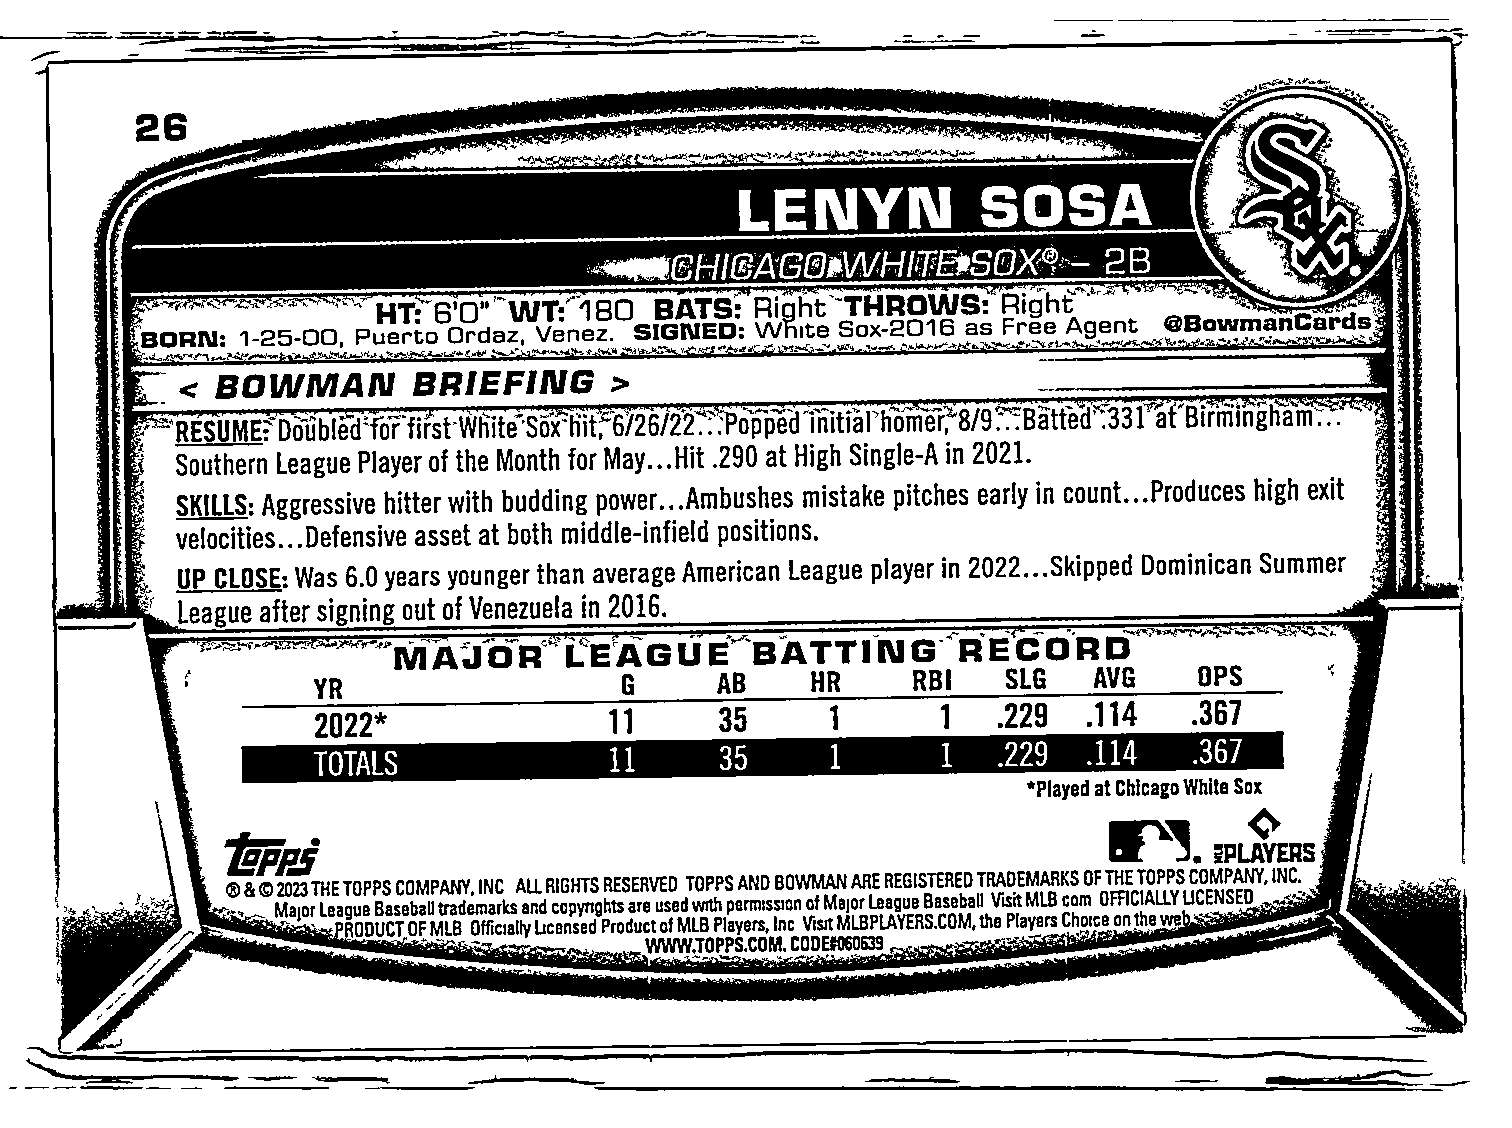 26
LENYN SOSA
Sox
CHICAGO WHITE SOX® – 2B
HT: 6'0" WT: 180 BATS: Right THROWS: Right
BORN: 1-25-00, Puerto Ordaz, Venez. SIGNED: White Sox-2016 as Free Agent @BowmanCards
< BOWMAN BRIEFING >
RESUME: Doubled for first White Sox hit, 6/26/22...Popped initial homer, 8/9...Batted .331 at Birmingham...
Southern League Player of the Month for May...Hit .290 at High Single-A in 2021.
SKILLS: Aggressive hitter with budding power...Ambushes mistake pitches early in count...Produces high exit
velocities...Defensive asset at both middle-infield positions.
UP CLOSE: Was 6.0 years younger than average American League player in 2022...Skipped Dominican Summer
League after signing out of Venezuela in 2016.
MAJOR LEAGUE BATTING RECORD
YR G AB HR RBI SLG AVG OPS
2022* 11 35 1 1 .229 .114 .367
TOTALS 11 35 1 1 .229 .114 .367
*Played at Chicago White Sox
topps
MLB PLAYERS
® & © 2023 THE TOPPS COMPANY, INC ALL RIGHTS RESERVED TOPPS AND BOWMAN ARE REGISTERED TRADEMARKS OF THE TOPPS COMPANY, INC.
Major League Baseball trademarks and copyrights are used with permission of Major League Baseball Visit MLB com OFFICIALLY LICENSED
PRODUCT OF MLB Officially Licensed Product of MLB Players, Inc Visit MLBPLAYERS.COM, the Players Choice on the web
WWW.TOPPS.COM. CODE#060639